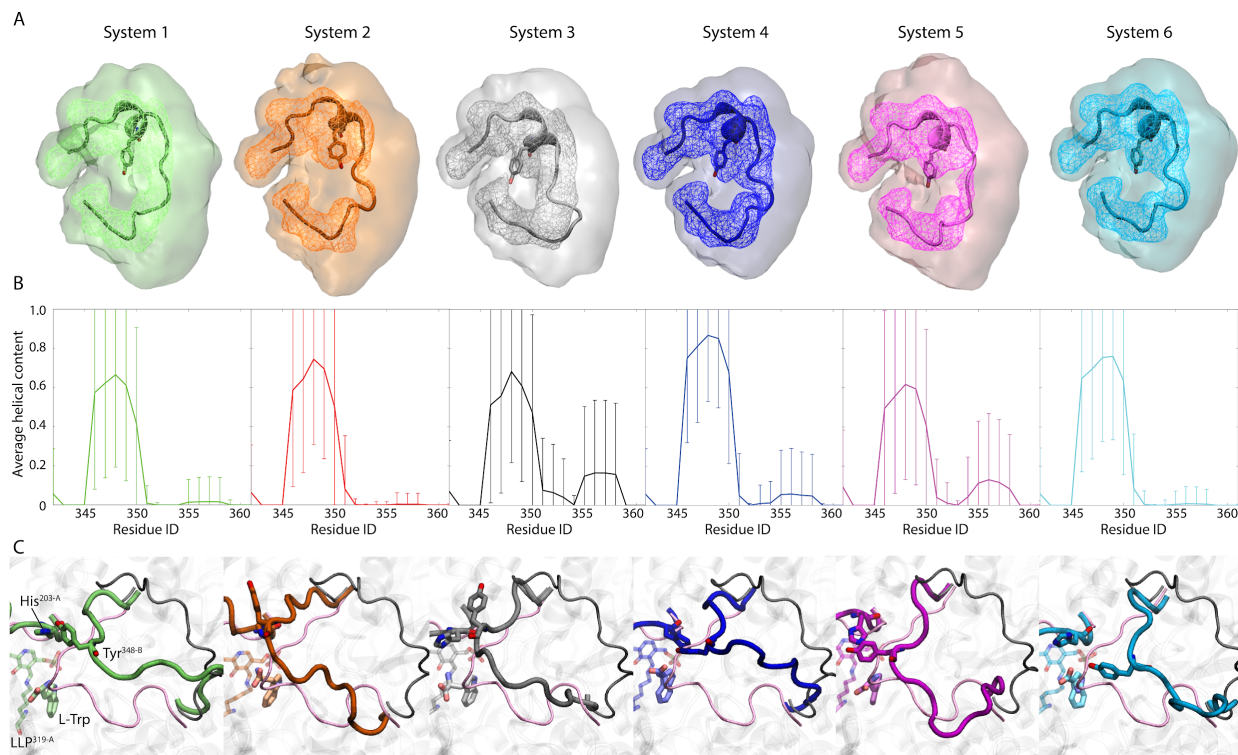 A
System 1 System 2 System 3 System 4 System 5 System 6
B
Average helical content
1.0
0.8
0.6
0.4
0.2
0
345 350 355 360 345 350 355 360 345 350 355 360 345 350 355 360 345 350 355 360 345 350 355 360
Residue ID Residue ID Residue ID Residue ID Residue ID Residue ID
C
His203-A
Tyr348-B
L-Trp
LLP319-A